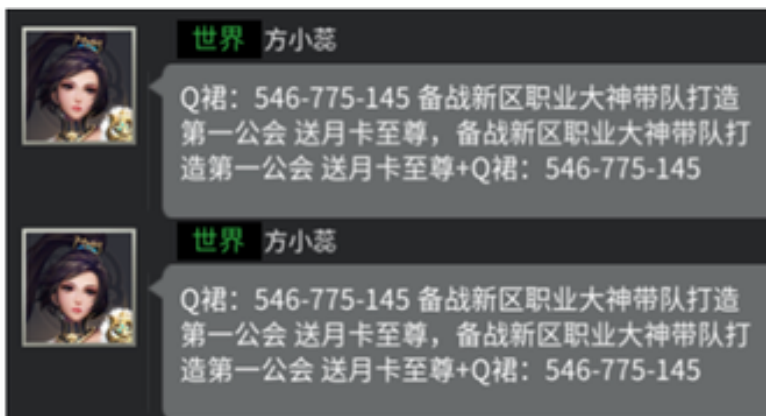 世界 方小蕊
Q裙：546-775-145 备战新区职业大神带队打造
第一公会 送月卡至尊，备战新区职业大神带队打
造第一公会 送月卡至尊+Q裙：546-775-145
世界 方小蕊
Q裙：546-775-145 备战新区职业大神带队打造
第一公会 送月卡至尊，备战新区职业大神带队打
造第一公会 送月卡至尊+Q裙：546-775-145